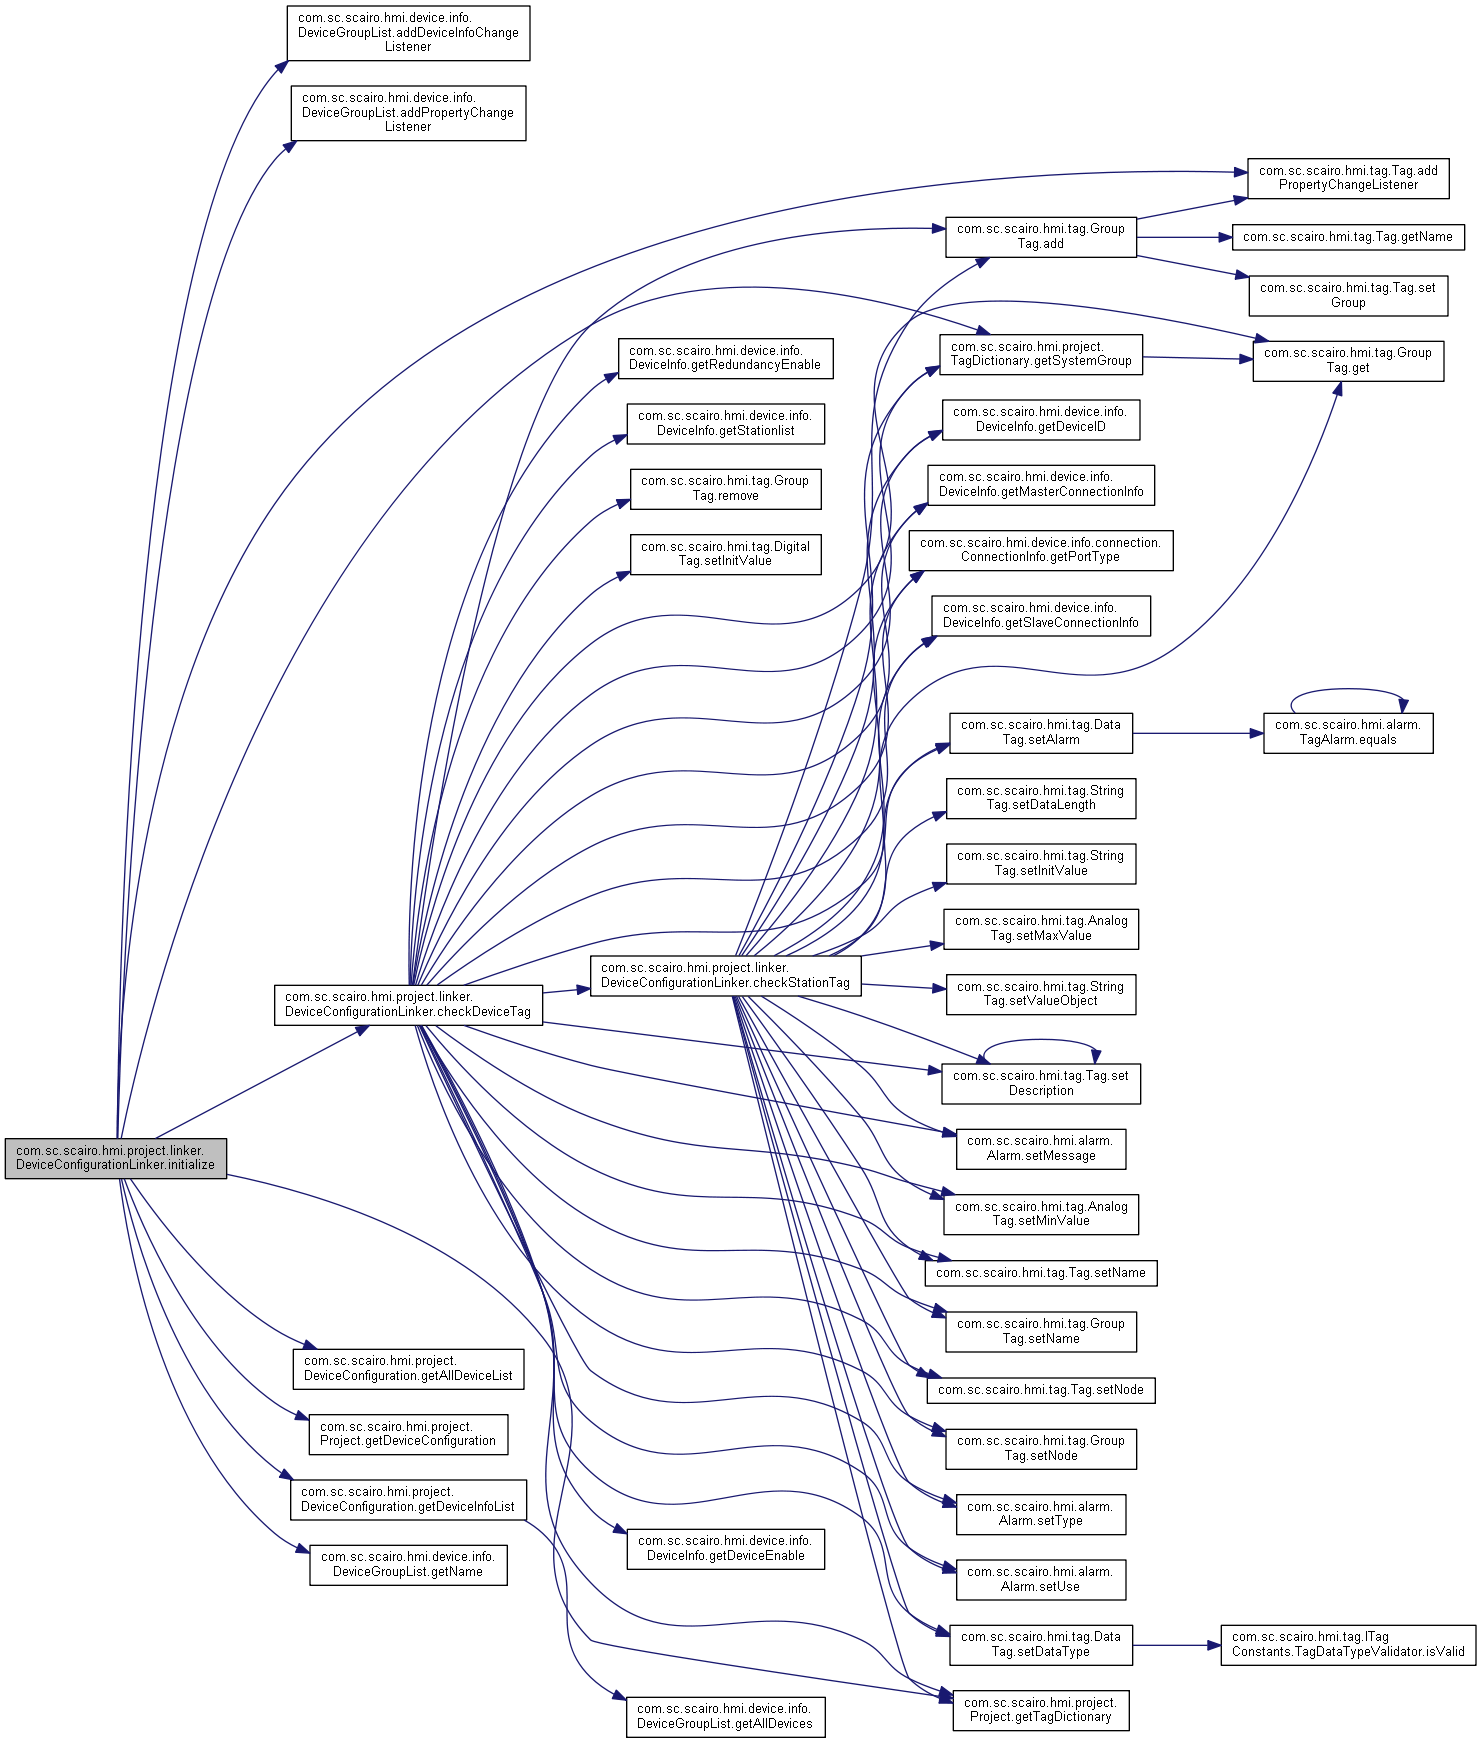 com.sc.scairo.hmi.device.info.
DeviceGroupList.addDeviceInfoChange
Listener
com.sc.scairo.hmi.device.info.
DeviceGroupList.addPropertyChange
Listener
com.sc.scairo.hmi.tag.Tag.add
PropertyChangeListener
com.sc.scairo.hmi.tag.Group
Tag.add
com.sc.scairo.hmi.tag.Tag.getName
com.sc.scairo.hmi.tag.Tag.set
Group
com.sc.scairo.hmi.device.info.
DeviceInfo.getRedundancyEnable
com.sc.scairo.hmi.project.
TagDictionary.getSystemGroup
com.sc.scairo.hmi.tag.Group
Tag.get
com.sc.scairo.hmi.device.info.
DeviceInfo.getStationlist
com.sc.scairo.hmi.device.info.
DeviceInfo.getDeviceID
com.sc.scairo.hmi.tag.Group
Tag.remove
com.sc.scairo.hmi.device.info.
DeviceInfo.getMasterConnectionInfo
com.sc.scairo.hmi.tag.Digital
Tag.setInitValue
com.sc.scairo.hmi.device.info.connection.
ConnectionInfo.getPortType
com.sc.scairo.hmi.device.info.
DeviceInfo.getSlaveConnectionInfo
com.sc.scairo.hmi.tag.Data
Tag.setAlarm
com.sc.scairo.hmi.alarm.
TagAlarm.equals
com.sc.scairo.hmi.tag.String
Tag.setDataLength
com.sc.scairo.hmi.tag.String
Tag.setInitValue
com.sc.scairo.hmi.tag.Analog
Tag.setMaxValue
com.sc.scairo.hmi.project.linker.
DeviceConfigurationLinker.checkStationTag
com.sc.scairo.hmi.tag.String
Tag.setValueObject
com.sc.scairo.hmi.project.linker.
DeviceConfigurationLinker.checkDeviceTag
com.sc.scairo.hmi.tag.Tag.set
Description
com.sc.scairo.hmi.project.linker.
DeviceConfigurationLinker.initialize
com.sc.scairo.hmi.alarm.
Alarm.setMessage
com.sc.scairo.hmi.tag.Analog
Tag.setMinValue
com.sc.scairo.hmi.tag.Tag.setName
com.sc.scairo.hmi.tag.Group
Tag.setName
com.sc.scairo.hmi.project.
DeviceConfiguration.getAllDeviceList
com.sc.scairo.hmi.tag.Tag.setNode
com.sc.scairo.hmi.project.
Project.getDeviceConfiguration
com.sc.scairo.hmi.tag.Group
Tag.setNode
com.sc.scairo.hmi.project.
DeviceConfiguration.getDeviceInfoList
com.sc.scairo.hmi.alarm.
Alarm.setType
com.sc.scairo.hmi.device.info.
DeviceInfo.getDeviceEnable
com.sc.scairo.hmi.device.info.
DeviceGroupList.getName
com.sc.scairo.hmi.alarm.
Alarm.setUse
com.sc.scairo.hmi.tag.Data
Tag.setDataType
com.sc.scairo.hmi.tag.ITag
Constants.TagDataTypeValidator.isValid
com.sc.scairo.hmi.device.info.
DeviceGroupList.getAllDevices
com.sc.scairo.hmi.project.
Project.getTagDictionary